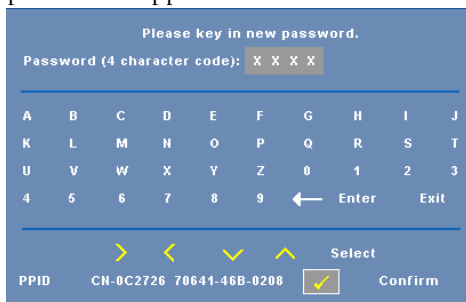 Please key in new password.
Password (4 character code): X X X X
A B C D E F G H I J
K L M N O P Q R S T
U V W X Y Z 0 1 2 3
4 5 6 7 8 9 ← Enter Exit
> < ∨ ∧ Select
PPID CN-0C2726 70641-46B-0208 ✓ Confirm